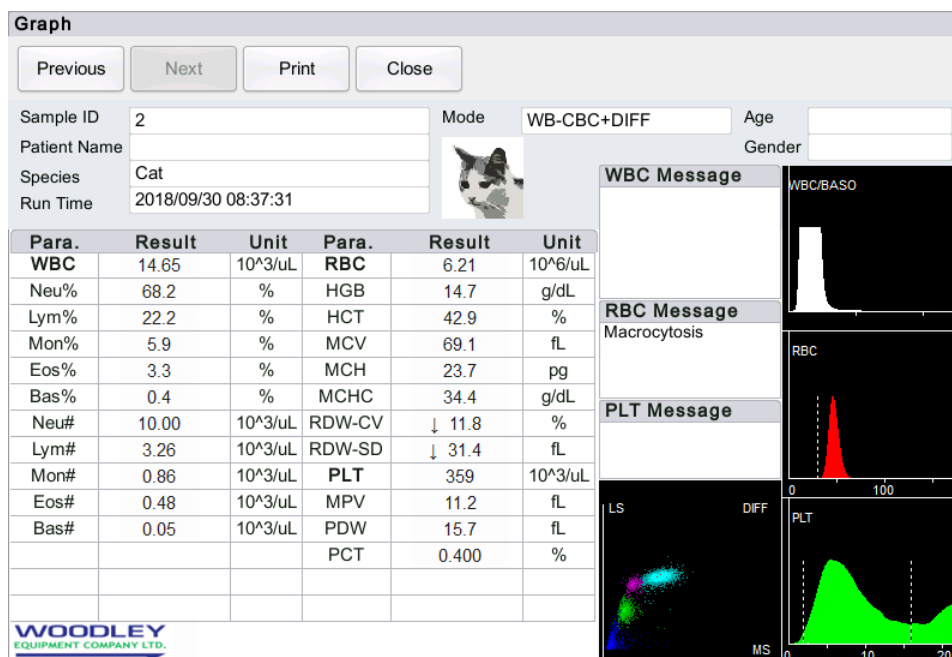 Graph
Previous Next Print Close
Sample ID 2 Mode WB-CBC+DIFF Age
Patient Name Gender
Species Cat
Run Time 2018/09/30 08:37:31
Para. Result Unit Para. Result Unit
WBC 14.65 10^3/uL RBC 6.21 10^6/uL
Neu% 68.2 % HGB 14.7 g/dL
Lym% 22.2 % HCT 42.9 %
Mon% 5.9 % MCV 69.1 fL
Eos% 3.3 % MCH 23.7 pg
Bas% 0.4 % MCHC 34.4 g/dL
Neu# 10.00 10^3/uL RDW-CV ↓ 11.8 %
Lym# 3.26 10^3/uL RDW-SD ↓ 31.4 fL
Mon# 0.86 10^3/uL PLT 359 10^3/uL
Eos# 0.48 10^3/uL MPV 11.2 fL
Bas# 0.05 10^3/uL PDW 15.7 fL
PCT 0.400 %
WOODLEY
EQUIPMENT COMPANY LTD.
WBC Message
RBC Message
Macrocytosis
PLT Message
LS DIFF
MS
WBC/BASO
RBC
0 100
PLT
0 10 20